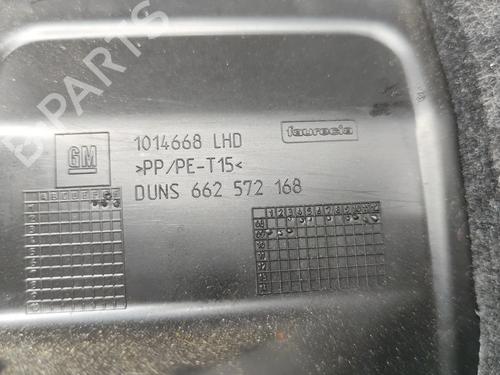 B-PARTS
GM
1014668 LHD
faurecia
>PP/PE-T15<
DUNS 662 572 168